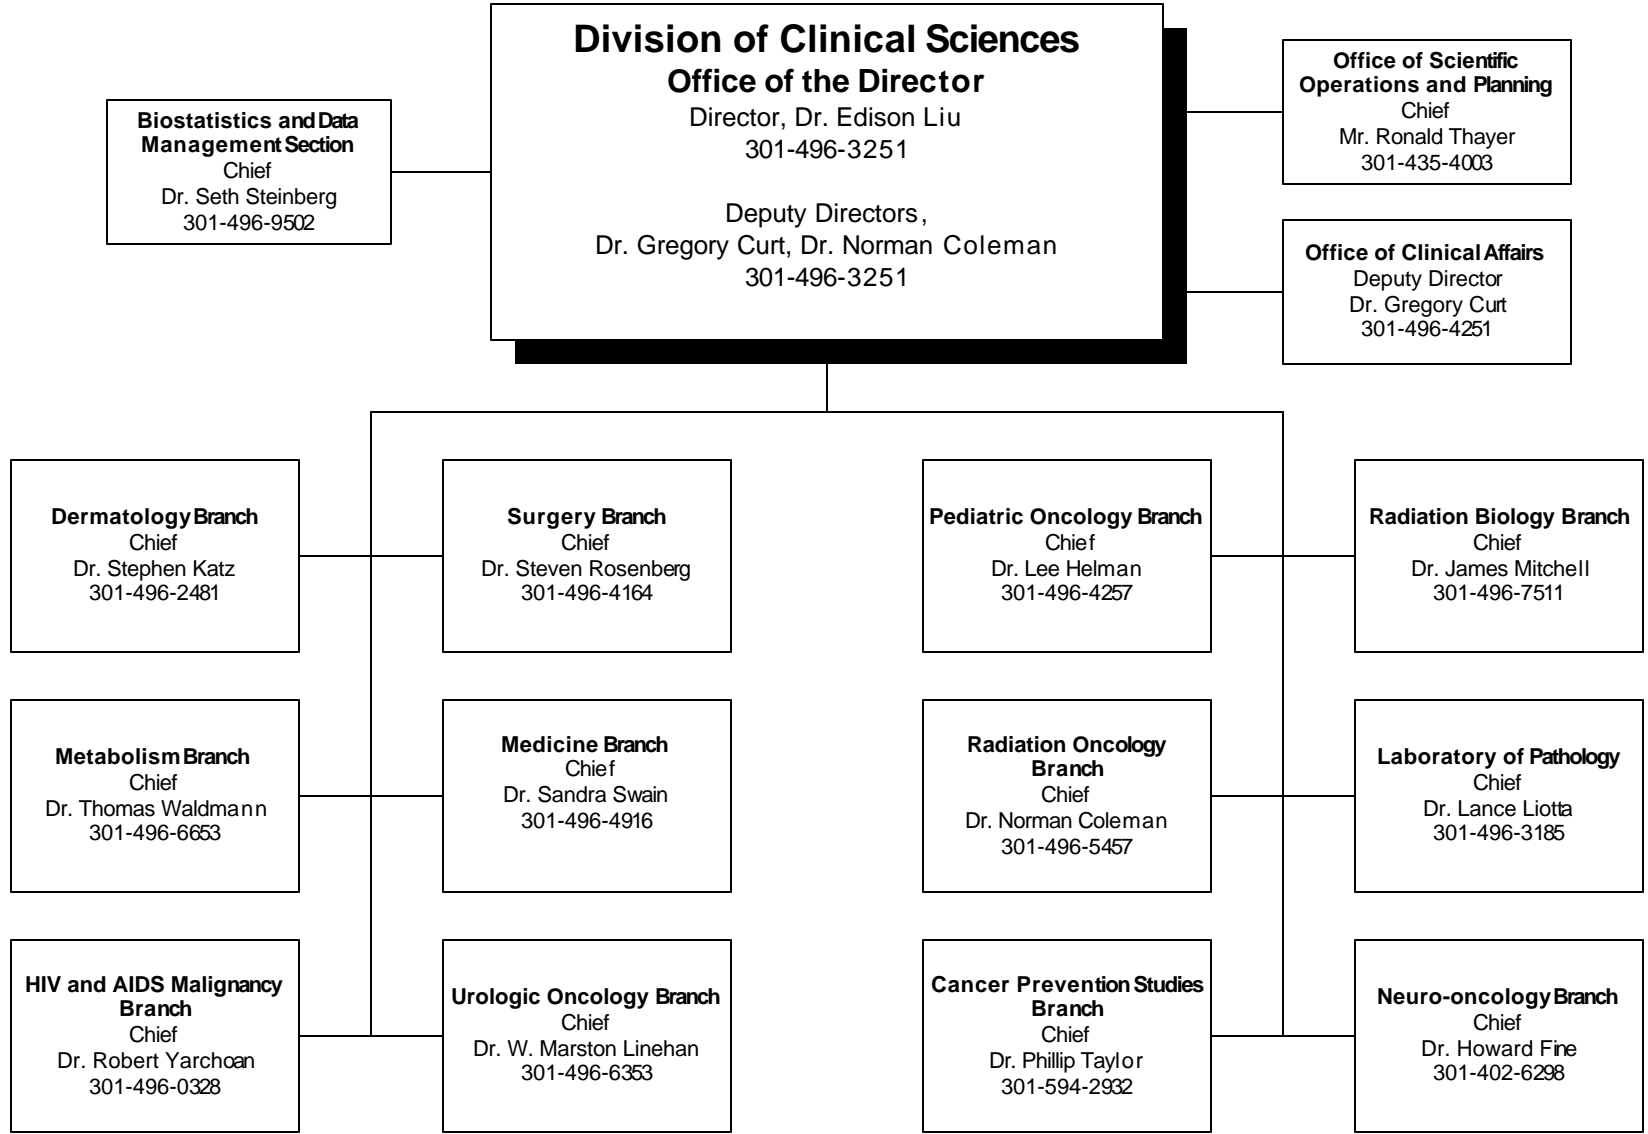 Division of Clinical Sciences
Office of the Director
Director, Dr. Edison Liu
301-496-3251
Deputy Directors,
Dr. Gregory Curt, Dr. Norman Coleman
301-496-3251
Biostatistics and Data
Management Section
Chief
Dr. Seth Steinberg
301-496-9502
Office of Scientific
Operations and Planning
Chief
Mr. Ronald Thayer
301-435-4003
Office of Clinical Affairs
Deputy Director
Dr. Gregory Curt
301-496-4251
Dermatology Branch
Chief
Dr. Stephen Katz
301-496-2481
Surgery Branch
Chief
Dr. Steven Rosenberg
301-496-4164
Pediatric Oncology Branch
Chief
Dr. Lee Helman
301-496-4257
Radiation Biology Branch
Chief
Dr. James Mitchell
301-496-7511
Metabolism Branch
Chief
Dr. Thomas Waldmann
301-496-6653
Medicine Branch
Chief
Dr. Sandra Swain
301-496-4916
Radiation Oncology
Branch
Chief
Dr. Norman Coleman
301-496-5457
Laboratory of Pathology
Chief
Dr. Lance Liotta
301-496-3185
HIV and AIDS Malignancy
Branch
Chief
Dr. Robert Yarchoan
301-496-0328
Urologic Oncology Branch
Chief
Dr. W. Marston Linehan
301-496-6353
Cancer Prevention Studies
Branch
Chief
Dr. Phillip Taylor
301-594-2932
Neuro-oncology Branch
Chief
Dr. Howard Fine
301-402-6298